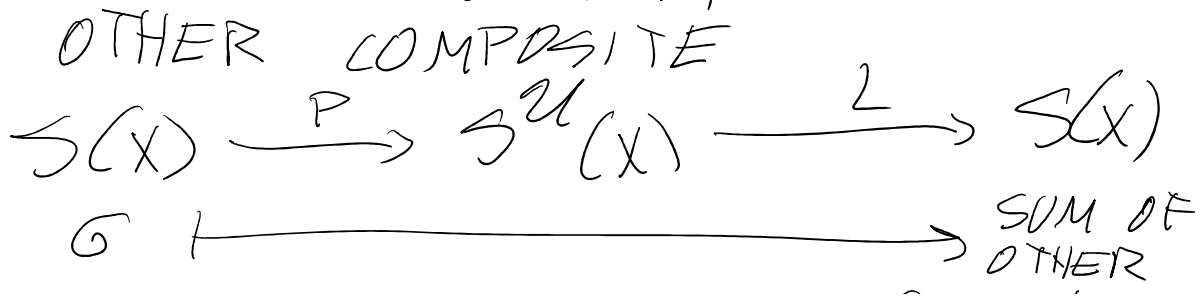 OTHER COMPOSITE
S(X) —P→ S^𝒰(X) —L→ S(X)
σ ↦ SUM OF
OTHER